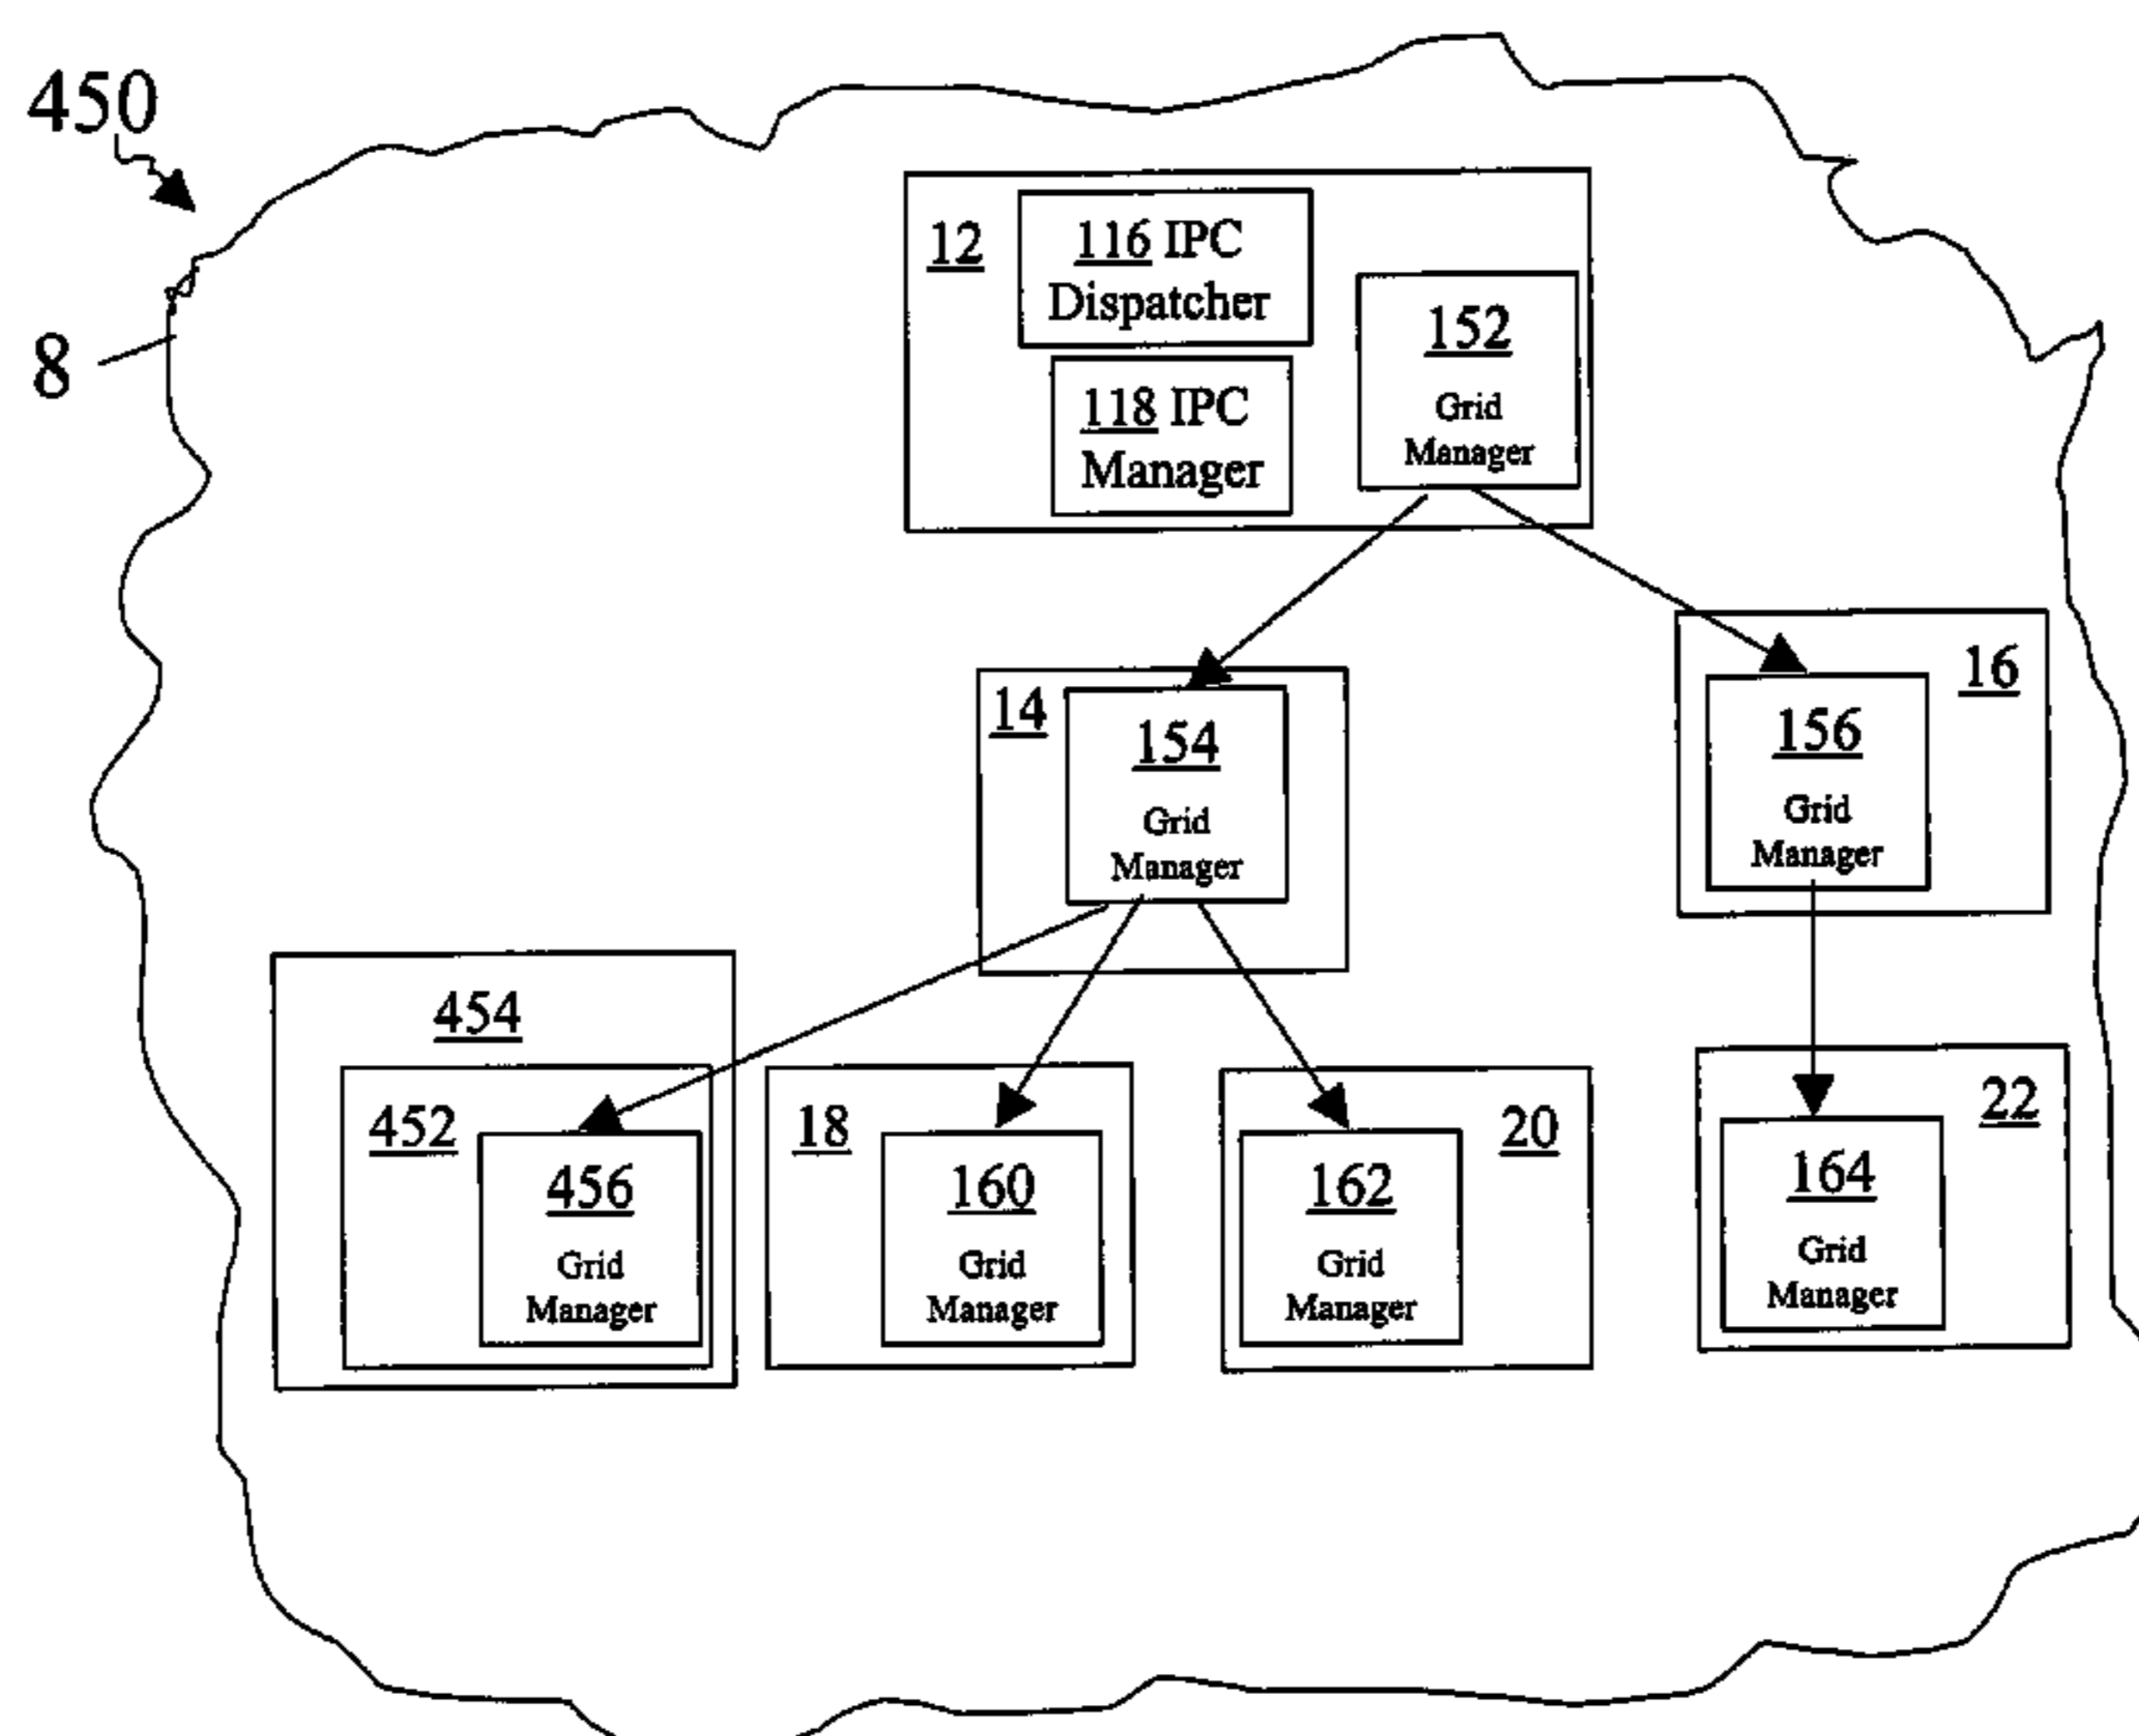 450
8
12
116 IPC
Dispatcher
118 IPC
Manager
152
Grid
Manager
14
154
Grid
Manager
16
156
Grid
Manager
454
452
456
Grid
Manager
18
160
Grid
Manager
20
162
Grid
Manager
22
164
Grid
Manager